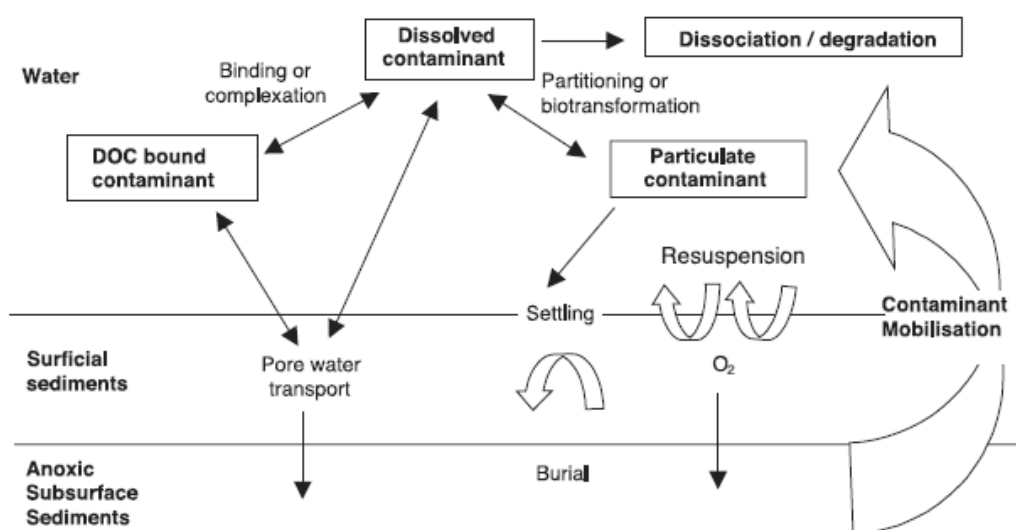 Dissolved
contaminant
Dissociation / degradation
Water
Binding or
complexation
Partitioning or
biotransformation
DOC bound
contaminant
Particulate
contaminant
Resuspension
Settling
Contaminant
Mobilisation
Surficial
sediments
Pore water
transport
O₂
Anoxic
Subsurface
Sediments
Burial